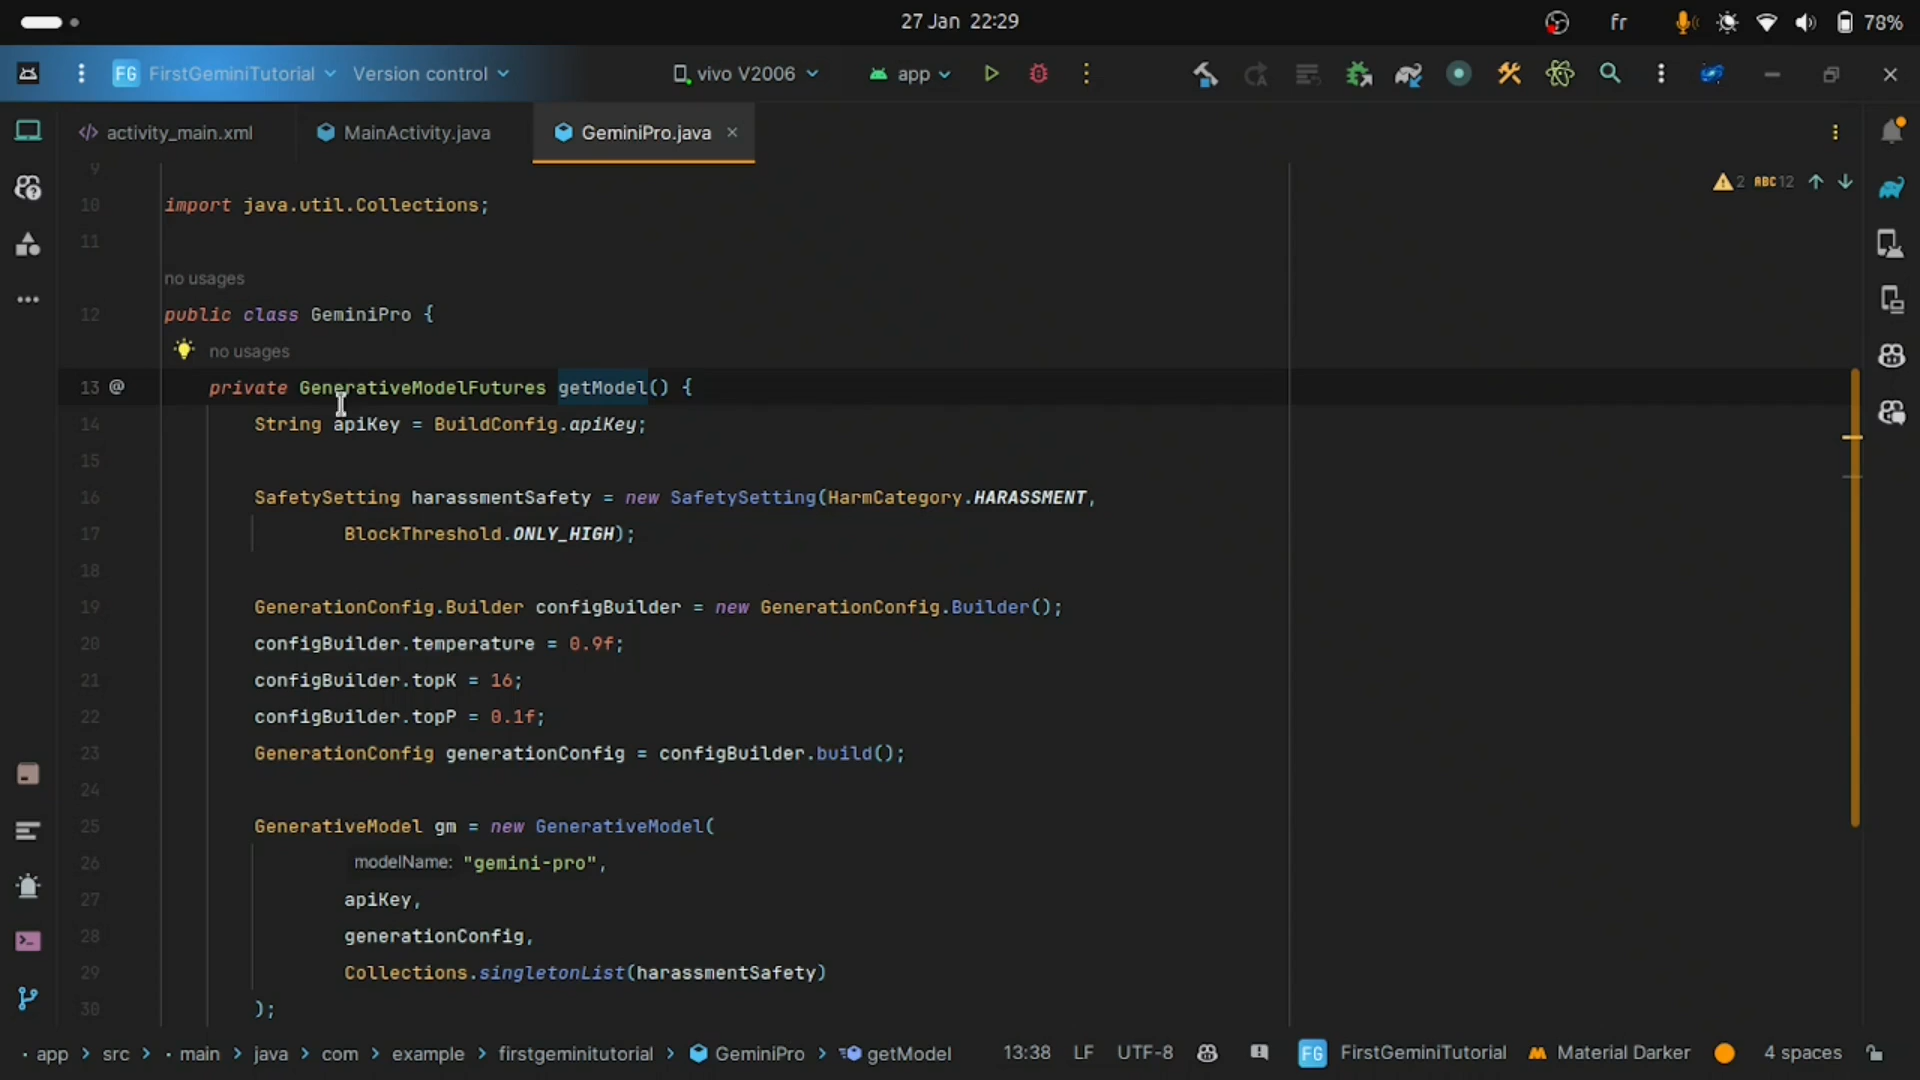 27 Jan 22:29
fr
78%
FG FirstGeminiTutorial
Version control
vivo V2006
app
activity_main.xml
MainActivity.java
GeminiPro.java
9
2
ABC 12
10 import java.util.Collections;
11
no usages
12 public class GeminiPro {
no usages
13 @ private GenerativeModelFutures getModel() {
14 String apiKey = BuildConfig.apiKey;
15
16 SafetySetting harassmentSafety = new SafetySetting(HarmCategory.HARASSMENT,
17 BlockThreshold.ONLY_HIGH);
18
19 GenerationConfig.Builder configBuilder = new GenerationConfig.Builder();
20 configBuilder.temperature = 0.9f;
21 configBuilder.topK = 16;
22 configBuilder.topP = 0.1f;
23 GenerationConfig generationConfig = configBuilder.build();
24
25 GenerativeModel gm = new GenerativeModel(
26 modelName: "gemini-pro",
27 apiKey,
28 generationConfig,
29 Collections.singletonList(harassmentSafety)
30 );
app > src > main > java > com > example > firstgeminitutorial > GeminiPro > getModel
13:38 LF UTF-8
FG FirstGeminiTutorial
Material Darker
4 spaces